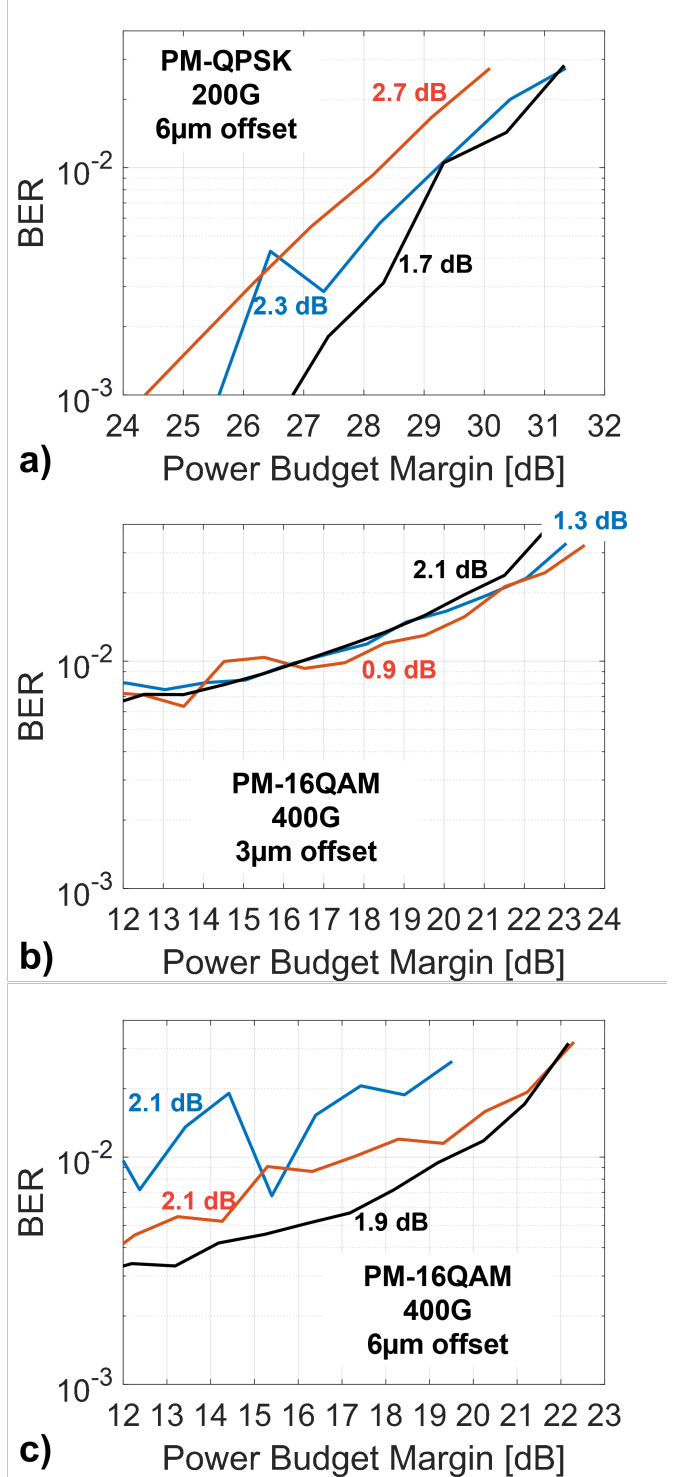 PM-QPSK
200G
6µm offset
2.7 dB
2.3 dB
1.7 dB
BER
10-2
10-3
24 25 26 27 28 29 30 31 32
Power Budget Margin [dB]
a)
1.3 dB
2.1 dB
0.9 dB
BER
10-2
10-3
PM-16QAM
400G
3µm offset
12 13 14 15 16 17 18 19 20 21 22 23 24
Power Budget Margin [dB]
b)
2.1 dB
2.1 dB
1.9 dB
BER
10-2
10-3
PM-16QAM
400G
6µm offset
12 13 14 15 16 17 18 19 20 21 22 23
Power Budget Margin [dB]
c)